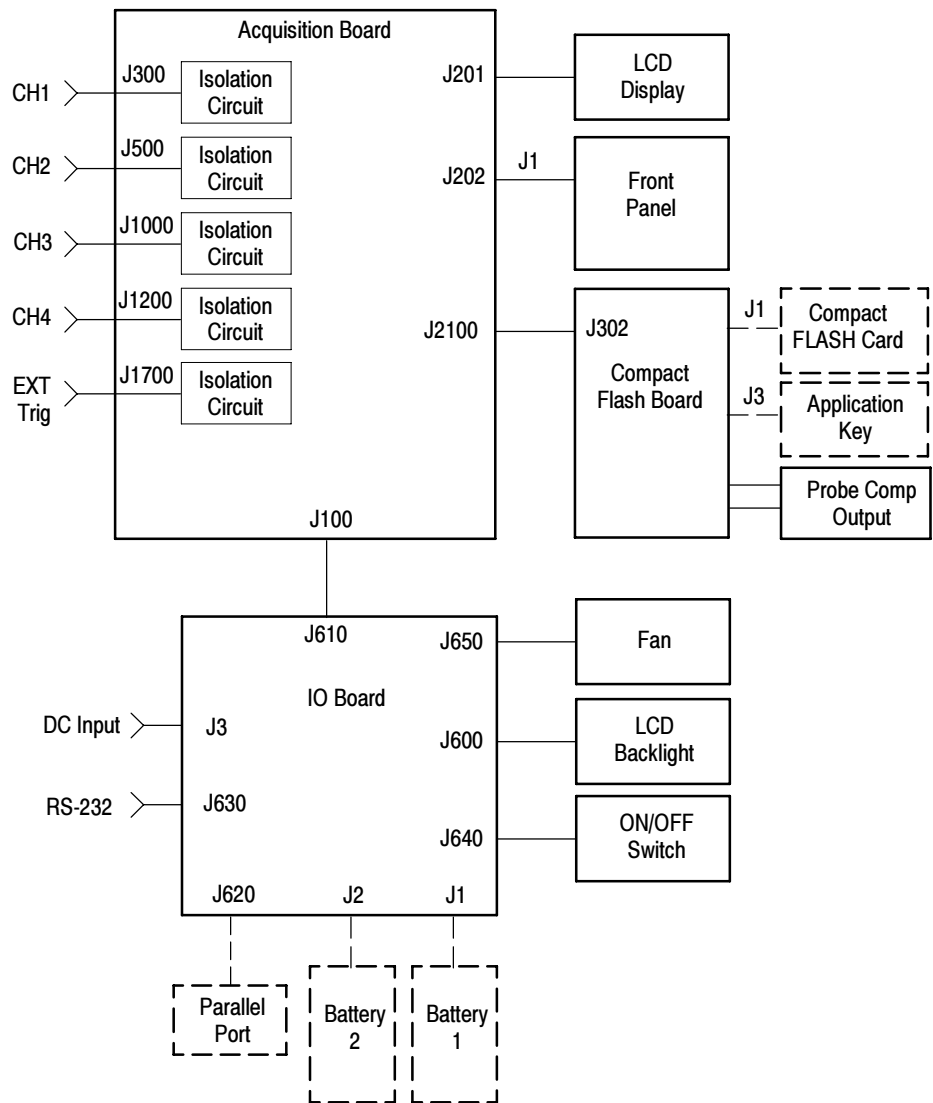 Acquisition Board
CH1
J300
Isolation
Circuit
CH2
J500
Isolation
Circuit
CH3
J1000
Isolation
Circuit
CH4
J1200
Isolation
Circuit
EXT
Trig
J1700
Isolation
Circuit
J201
LCD
Display
J202
J1
Front
Panel
J2100
J302
Compact
Flash Board
J1
Compact
FLASH Card
J3
Application
Key
Probe Comp
Output
J100
J610
IO Board
DC Input
J3
RS-232
J630
J650
Fan
J600
LCD
Backlight
J640
ON/OFF
Switch
J620
J2
J1
Parallel
Port
Battery
2
Battery
1